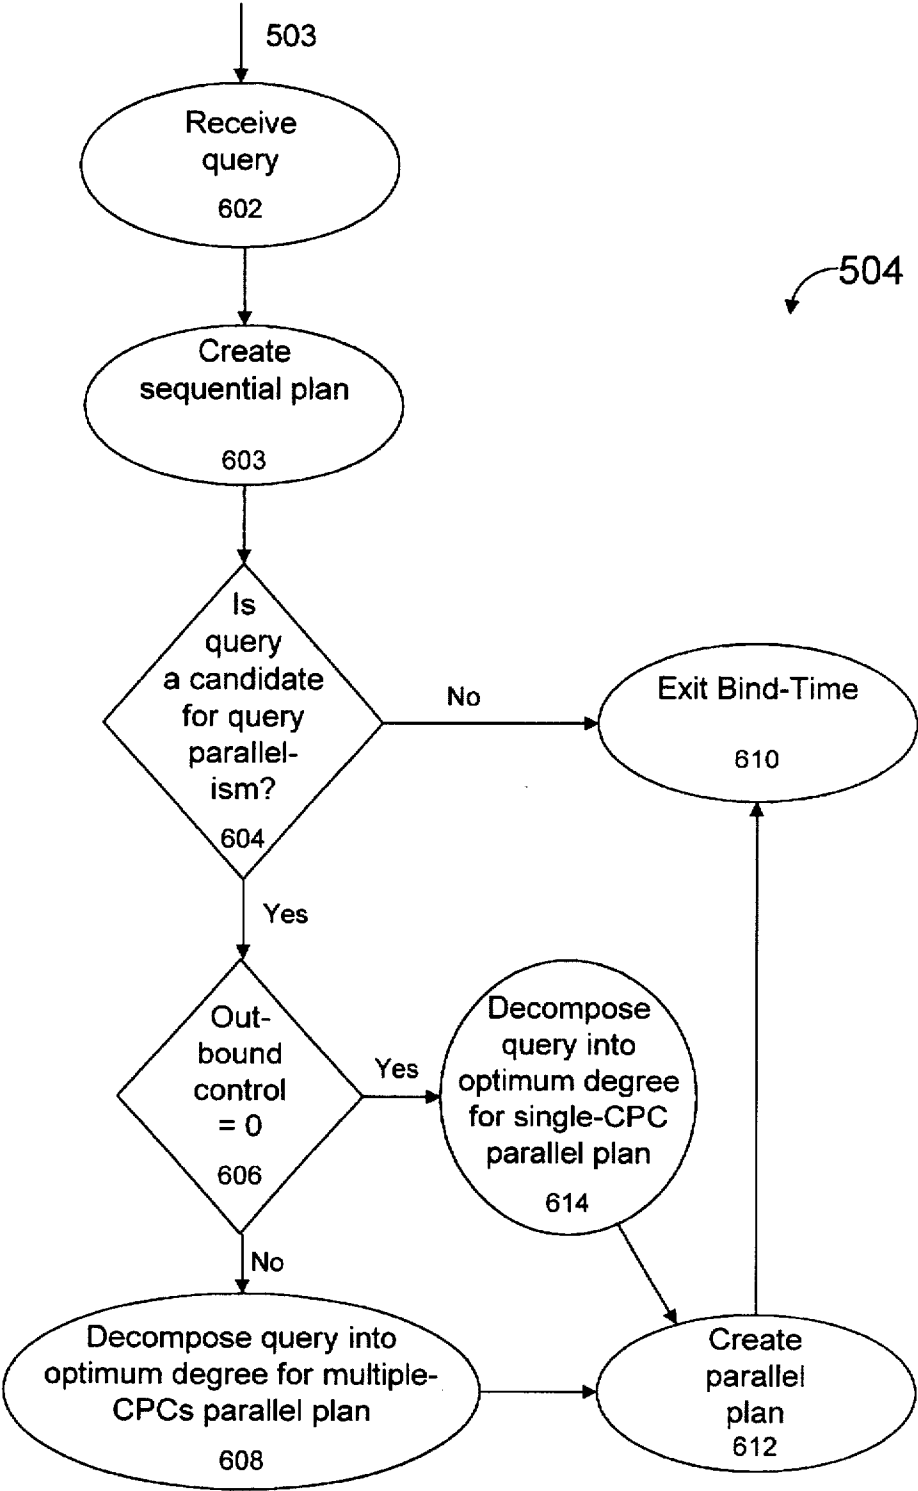 503
Receive
query
602
504
Create
sequential plan
603
Is
query
a candidate
for query
parallel-
ism?
604
No
Exit Bind-Time
610
Yes
Out-
bound
control
= 0
606
Yes
Decompose
query into
optimum degree
for single-CPC
parallel plan
614
No
Decompose query into
optimum degree for multiple-
CPCs parallel plan
608
Create
parallel
plan
612